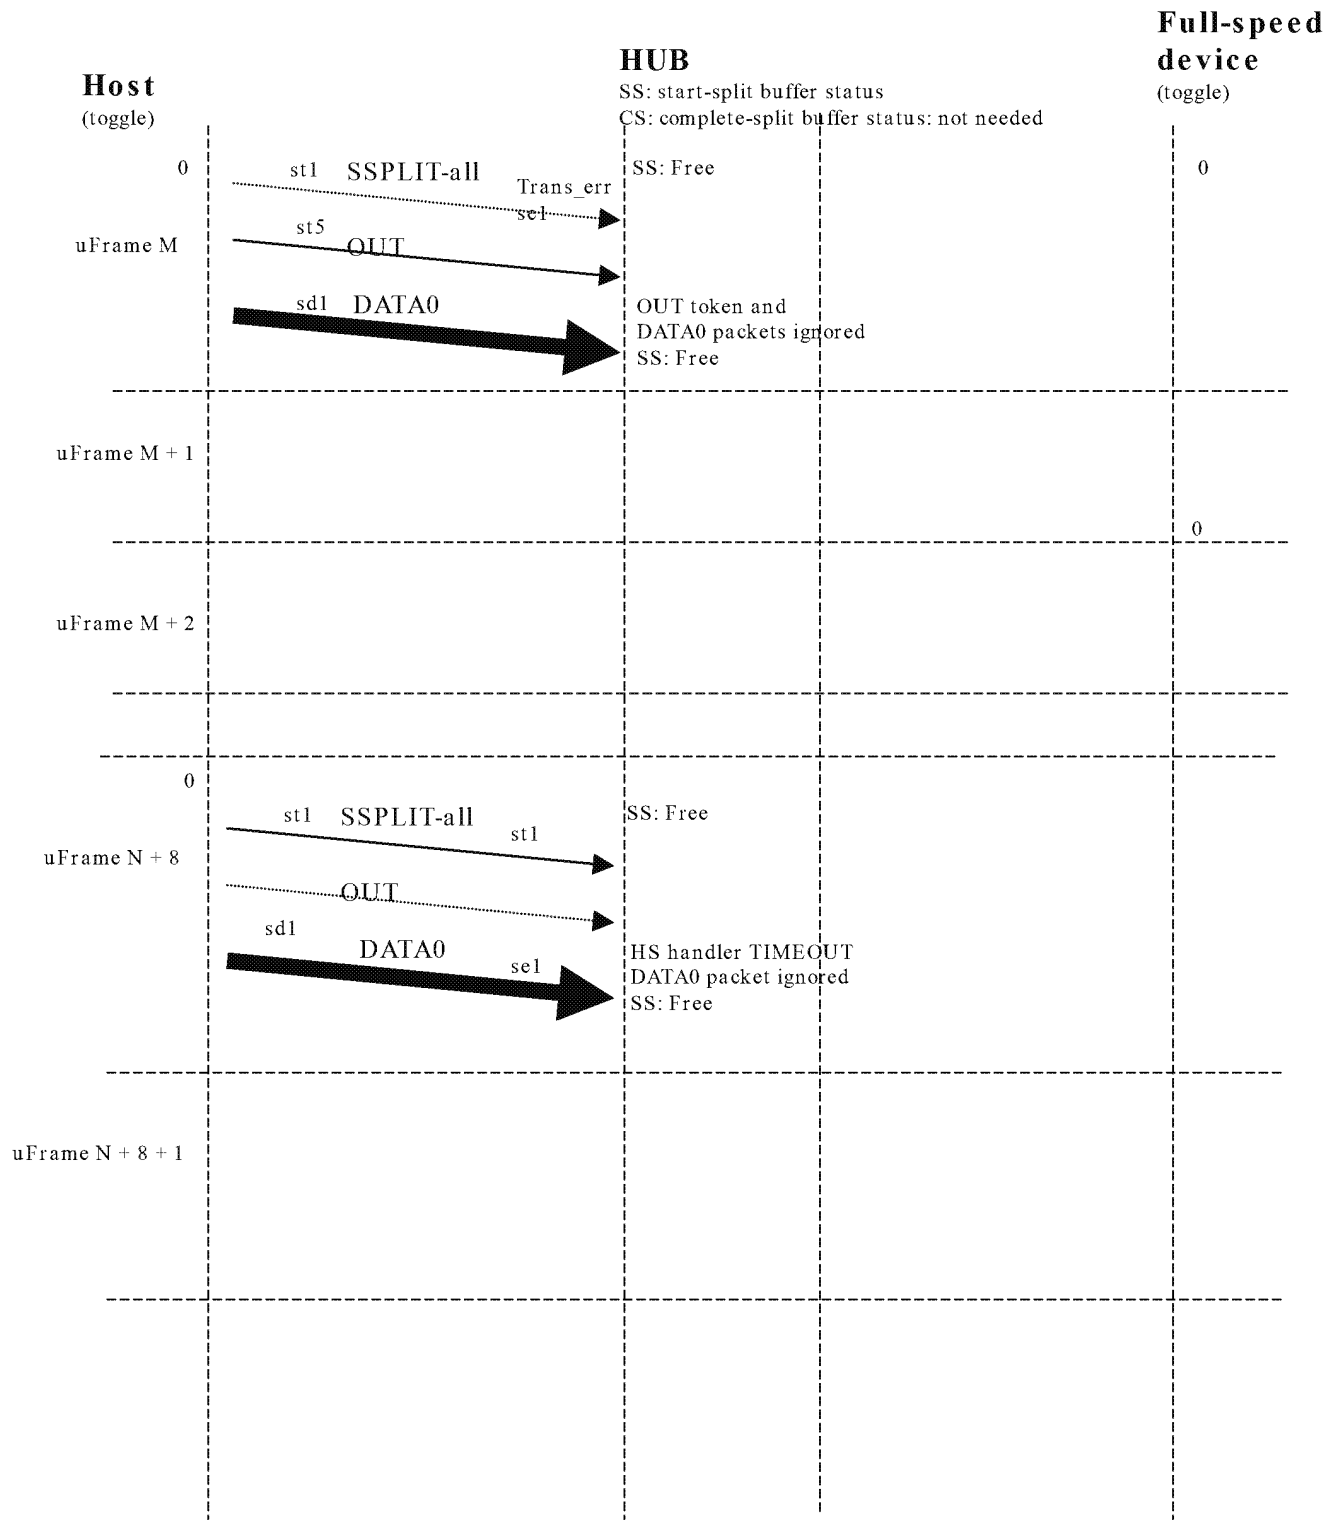 Full-speed
device
(toggle)
HUB
SS: start-split buffer status
CS: complete-split buffer status: not needed
Host
(toggle)
0
st1 SSPLIT-all
Trans_err
se1
SS: Free
0
uFrame M
st5 OUT
sd1 DATA0
OUT token and
DATA0 packets ignored
SS: Free
uFrame M + 1
0
uFrame M + 2
0
st1 SSPLIT-all
st1
SS: Free
uFrame N + 8
OUT
sd1
DATA0
se1
HS handler TIMEOUT
DATA0 packet ignored
SS: Free
uFrame N + 8 + 1